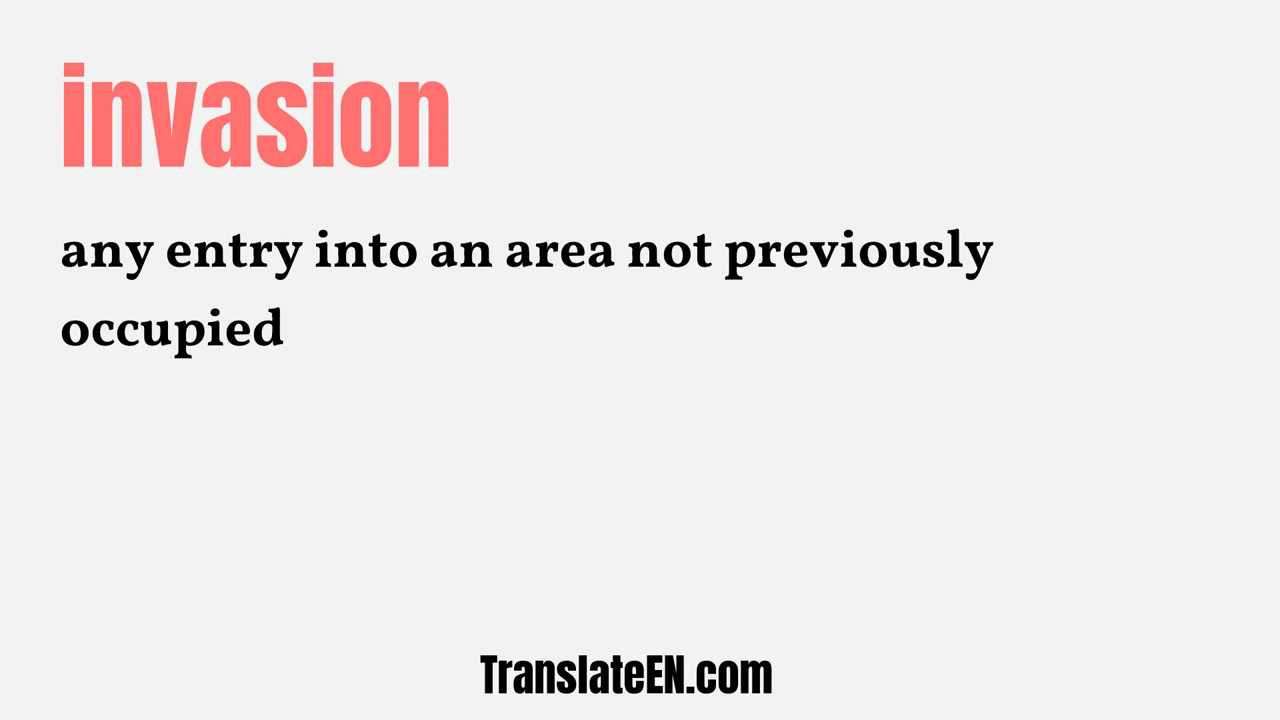 invasion
any entry into an area not previously
occupied
TranslateEN.com